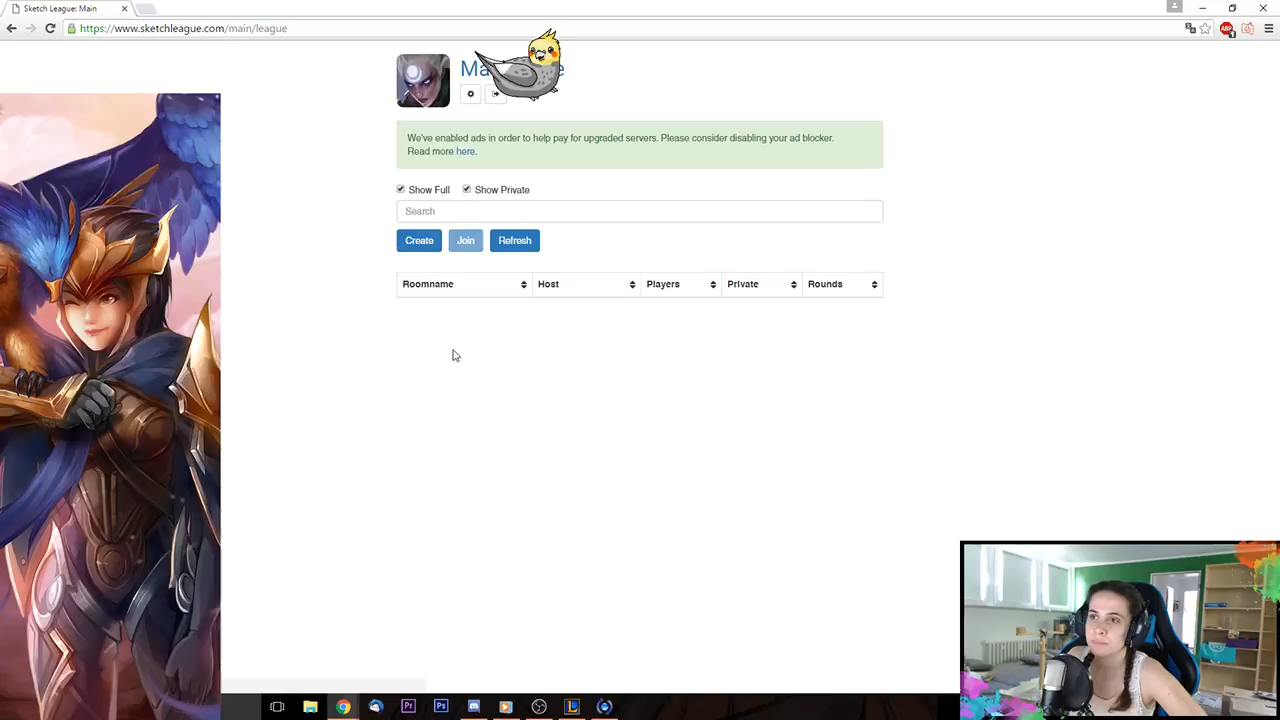 Sketch League: Main
https://www.sketchleague.com/main/league
We've enabled ads in order to help pay for upgraded servers. Please consider disabling your ad blocker.
Read more here.
Show Full Show Private
Search
Create Join Refresh
Roomname Host Players Private Rounds